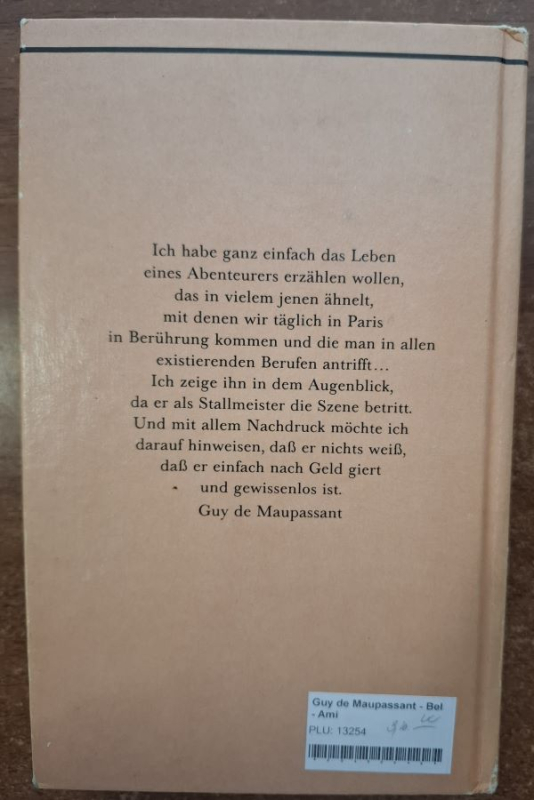 Ich habe ganz einfach das Leben
eines Abenteurers erzählen wollen,
das in vielem jenen ähnelt,
mit denen wir täglich in Paris
in Berührung kommen und die man in allen
existierenden Berufen antrifft...
Ich zeige ihn in dem Augenblick,
da er als Stallmeister die Szene betritt.
Und mit allem Nachdruck möchte ich
darauf hinweisen, daß er nichts weiß,
daß er einfach nach Geld giert
und gewissenlos ist.
Guy de Maupassant
Guy de Maupassant - Bel
- Ami
PLU: 13254